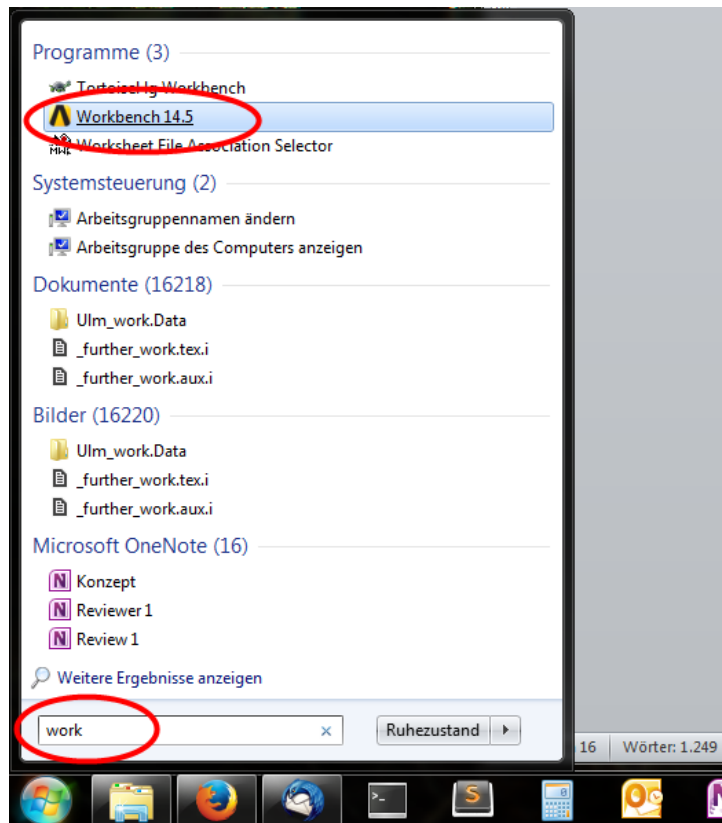 Programme (3)
TortoiseHg Workbench
Workbench 14.5
Worksheet File Association Selector
Systemsteuerung (2)
Arbeitsgruppennamen ändern
Arbeitsgruppe des Computers anzeigen
Dokumente (16218)
Ulm_work.Data
_further_work.tex.i
_further_work.aux.i
Bilder (16220)
Ulm_work.Data
_further_work.tex.i
_further_work.aux.i
Microsoft OneNote (16)
Konzept
Reviewer 1
Review 1
Weitere Ergebnisse anzeigen
work
Ruhezustand
16
Wörter: 1.249